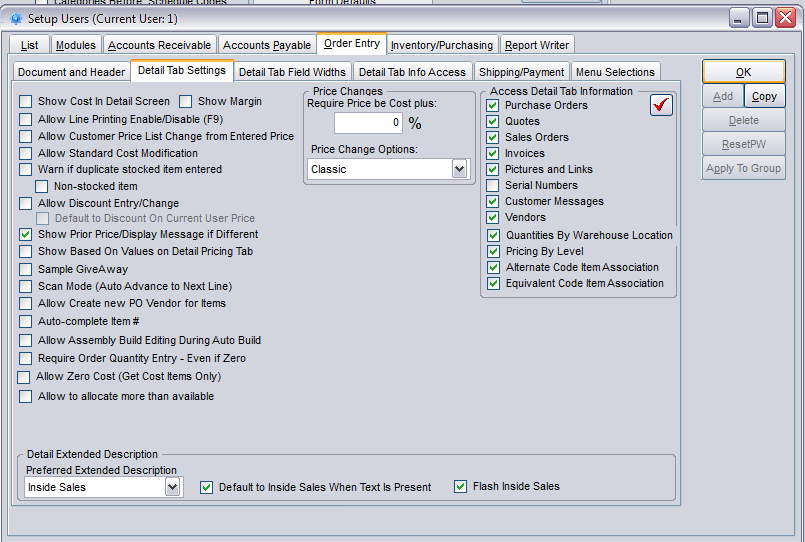 Categories Before, Schedule Codes
Form Defaults
Setup Users (Current User: 1)
List
Modules
Accounts Receivable
Accounts Payable
Order Entry
Inventory/Purchasing
Report Writer
Document and Header
Detail Tab Settings
Detail Tab Field Widths
Detail Tab Info Access
Shipping/Payment
Menu Selections
Show Cost In Detail Screen
Show Margin
Allow Line Printing Enable/Disable (F9)
Allow Customer Price List Change from Entered Price
Allow Standard Cost Modification
Warn if duplicate stocked item entered
Non-stocked item
Allow Discount Entry/Change
Default to Discount On Current User Price
Show Prior Price/Display Message if Different
Show Based On Values on Detail Pricing Tab
Sample GiveAway
Scan Mode (Auto Advance to Next Line)
Allow Create new PO Vendor for Items
Auto-complete Item #
Allow Assembly Build Editing During Auto Build
Require Order Quantity Entry - Even if Zero
Allow Zero Cost (Get Cost Items Only)
Allow to allocate more than available
Price Changes
Require Price be Cost plus:
0 %
Price Change Options:
Classic
Access Detail Tab Information
Purchase Orders
Quotes
Sales Orders
Invoices
Pictures and Links
Serial Numbers
Customer Messages
Vendors
Quantities By Warehouse Location
Pricing By Level
Alternate Code Item Association
Equivalent Code Item Association
OK
Add
Copy
Delete
ResetPW
Apply To Group
Detail Extended Description
Preferred Extended Description
Inside Sales
Default to Inside Sales When Text Is Present
Flash Inside Sales